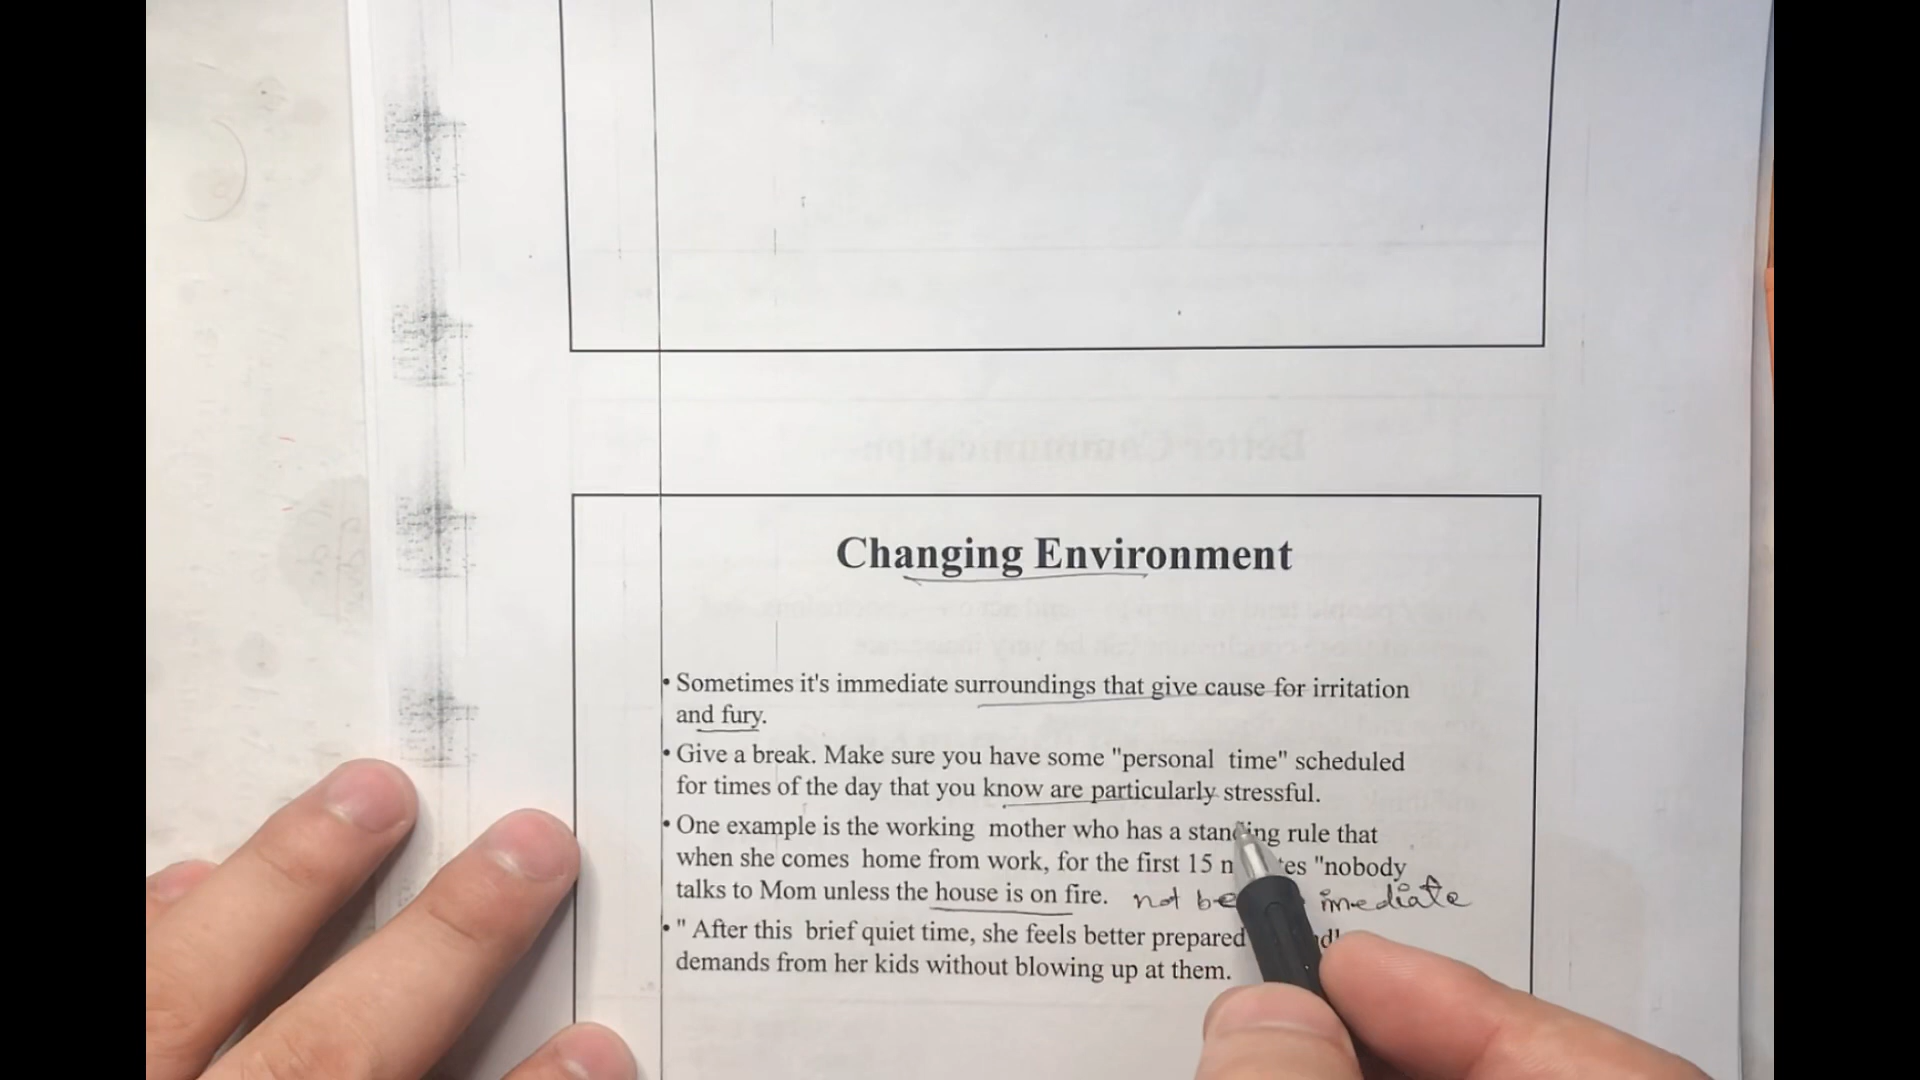 Changing Environment
• Sometimes it's immediate surroundings that give cause for irritation
and fury.
• Give a break. Make sure you have some "personal time" scheduled
for times of the day that you know are particularly stressful.
• One example is the working mother who has a standing rule that
when she comes home from work, for the first 15 "nobody
talks to Mom unless the house is on fire. not be imediate
• " After this brief quiet time, she feels better prepared
demands from her kids without blowing up at them.